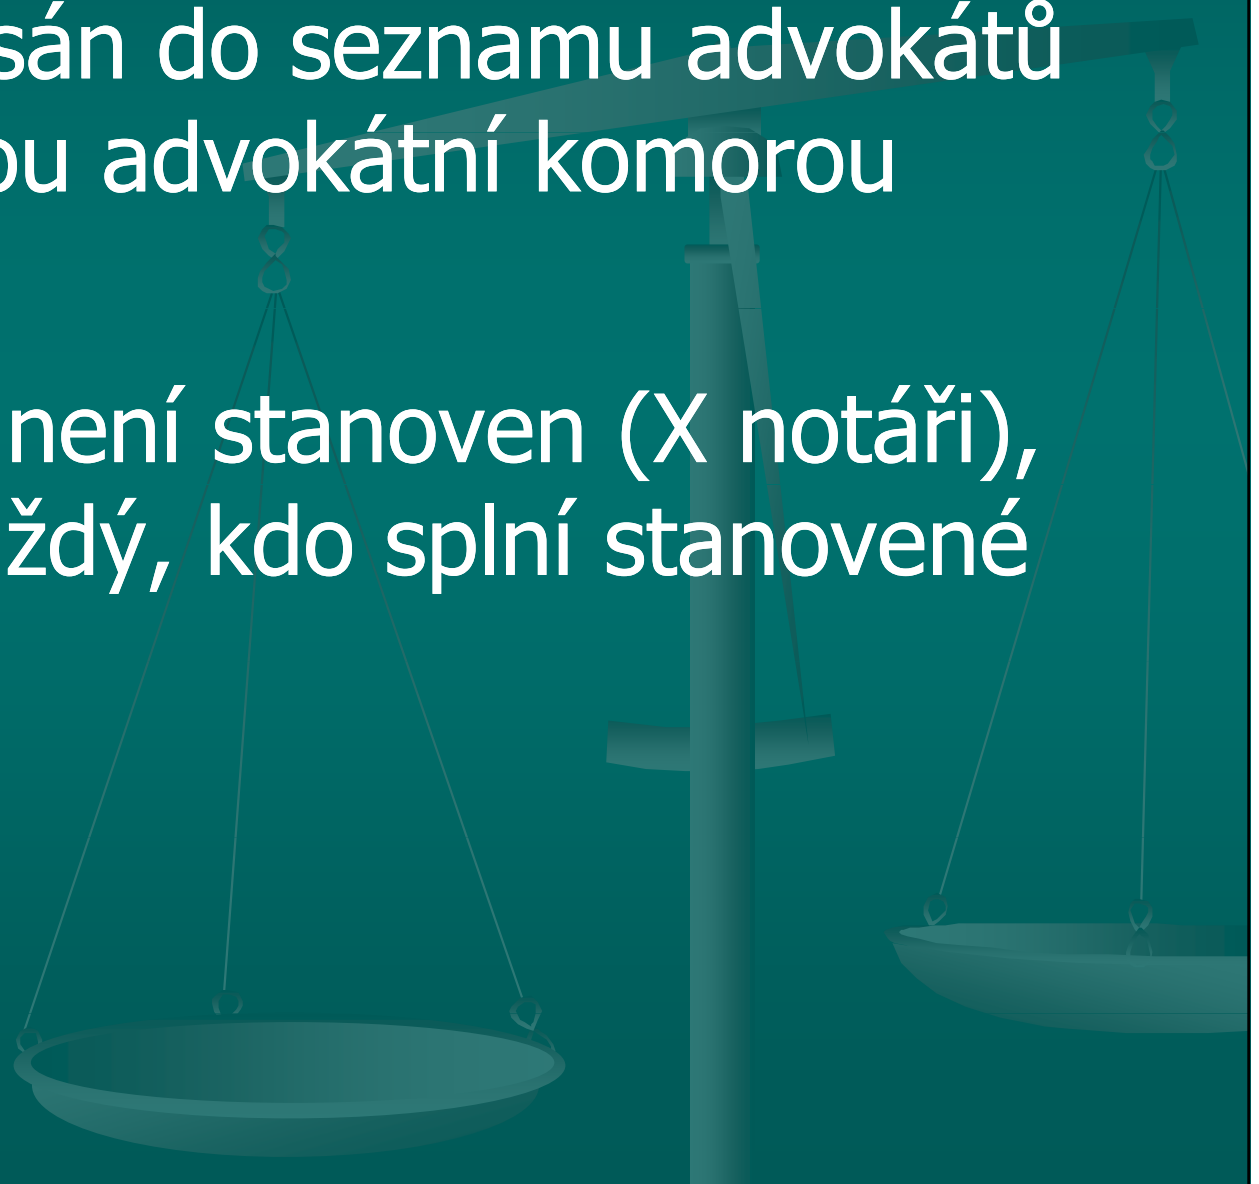 sán do seznamu advokátů
ou advokátní komorou
není stanoven (X notáři),
ždý, kdo splní stanovené